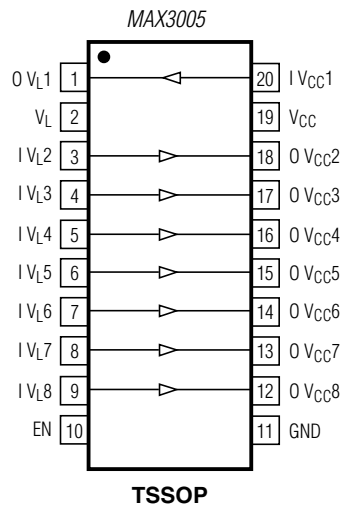 MAX3005
O VL1 1 20 I VCC1
VL 2 19 VCC
I VL2 3 18 O VCC2
I VL3 4 17 O VCC3
I VL4 5 16 O VCC4
I VL5 6 15 O VCC5
I VL6 7 14 O VCC6
I VL7 8 13 O VCC7
I VL8 9 12 O VCC8
EN 10 11 GND
TSSOP